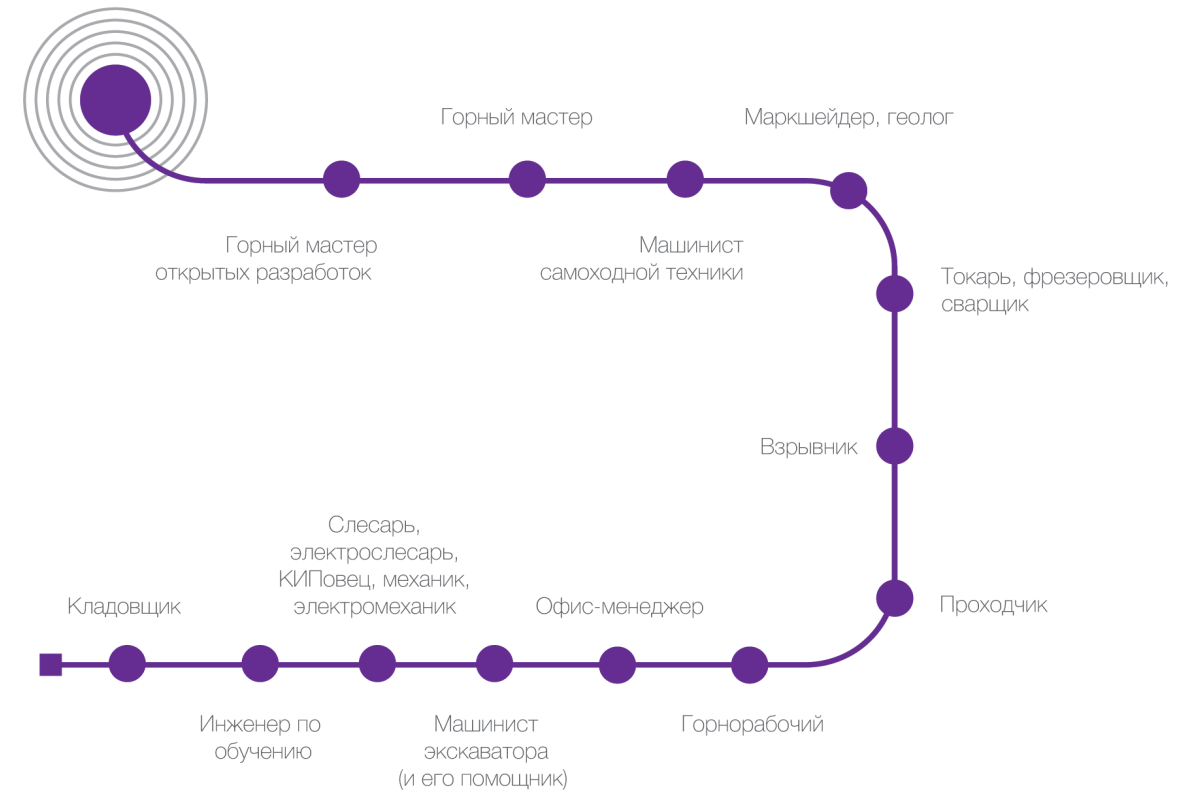 Горный мастер
Маркшейдер, геолог
Горный мастер
открытых разработок
Машинист
самоходной техники
Токарь, фрезеровщик,
сварщик
Взрывник
Проходчик
Слесарь,
электрослесарь,
КИПовец, механик,
электромеханик
Кладовщик
Офис-менеджер
Инженер по
обучению
Машинист
экскаватора
(и его помощник)
Горнорабочий